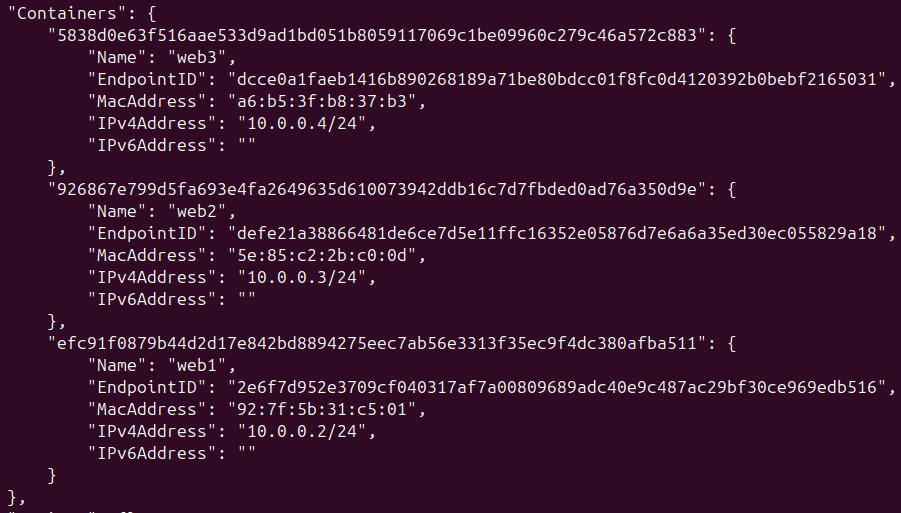 "Containers": {
    "5838d0e63f516aae533d9ad1bd051b8059117069c1be09960c279c46a572c883": {
        "Name": "web3",
        "EndpointID": "dcce0a1faeb1416b890268189a71be80bdcc01f8fc0d4120392b0bebf2165031",
        "MacAddress": "a6:b5:3f:b8:37:b3",
        "IPv4Address": "10.0.0.4/24",
        "IPv6Address": ""
    },
    "926867e799d5fa693e4fa2649635d610073942ddb16c7d7fbded0ad76a350d9e": {
        "Name": "web2",
        "EndpointID": "defe21a38866481de6ce7d5e11ffc16352e05876d7e6a6a35ed30ec055829a18",
        "MacAddress": "5e:85:c2:2b:c0:0d",
        "IPv4Address": "10.0.0.3/24",
        "IPv6Address": ""
    },
    "efc91f0879b44d2d17e842bd8894275eec7ab56e3313f35ec9f4dc380afba511": {
        "Name": "web1",
        "EndpointID": "2e6f7d952e3709cf040317af7a00809689adc40e9c487ac29bf30ce969edb516",
        "MacAddress": "92:7f:5b:31:c5:01",
        "IPv4Address": "10.0.0.2/24",
        "IPv6Address": ""
    }
},